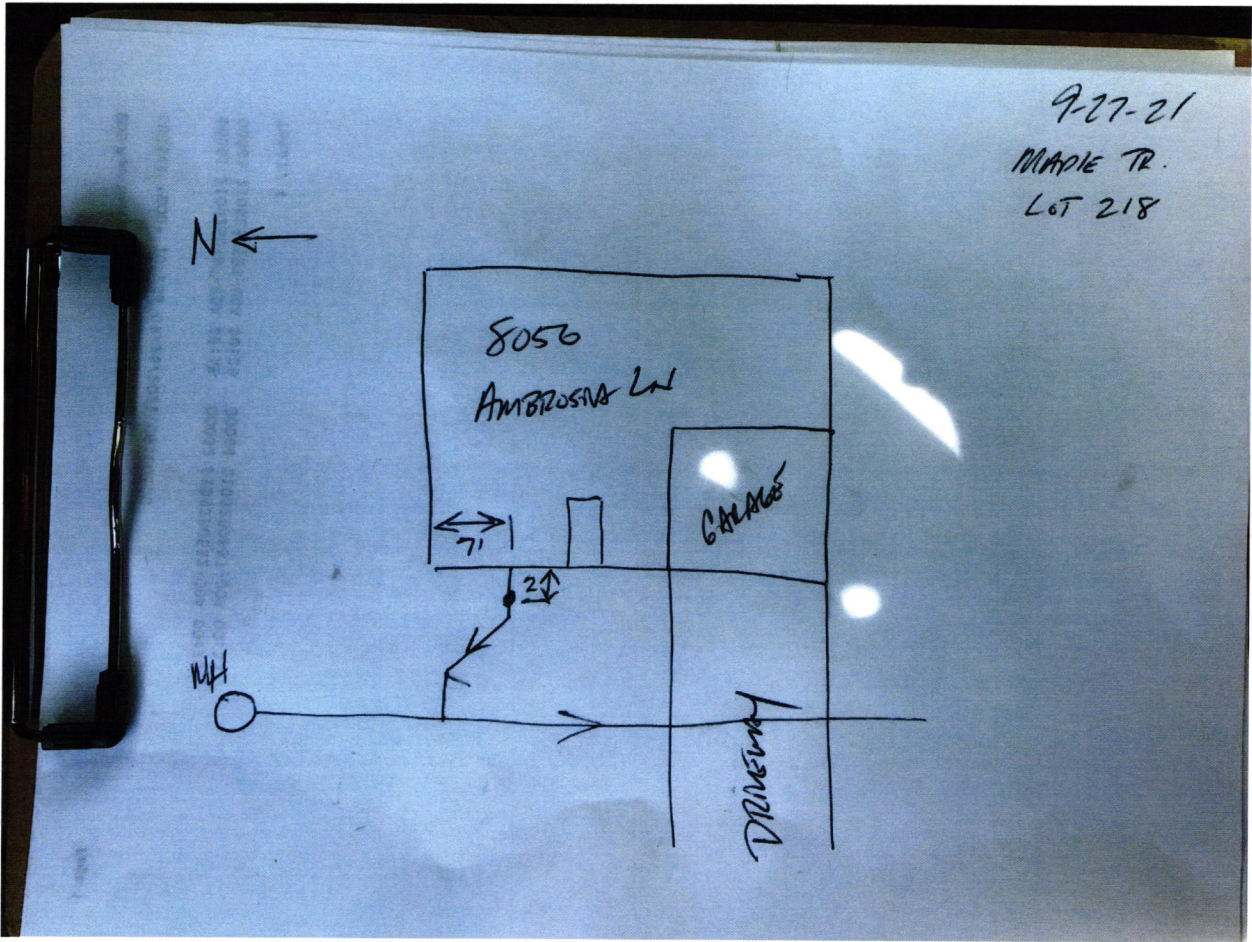 9-27-21
MAPLE TR.
LOT 218
N
8056
AMBROSIA LN
GARAGE
7'
2'
MH
DRIVEWAY